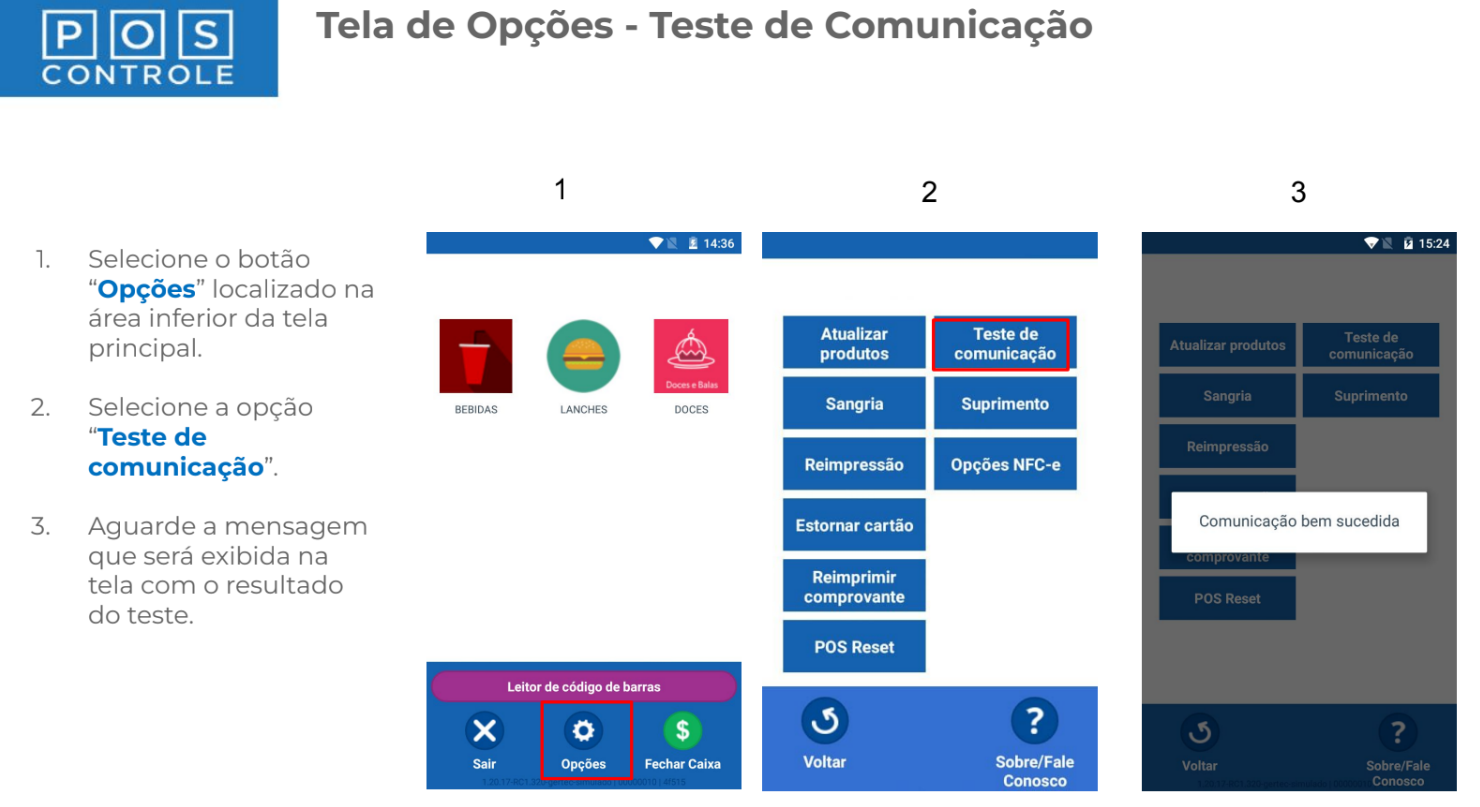 POS
CONTROLE
Tela de Opções - Teste de Comunicação
1. Selecione o botão
“Opções” localizado na
área inferior da tela
principal.
2. Selecione a opção
“Teste de
comunicação”.
3. Aguarde a mensagem
que será exibida na
tela com o resultado
do teste.
1
14:36
Doces e Balas
BEBIDAS LANCHES DOCES
Leitor de código de barras
Sair Opções Fechar Caixa
2
Atualizar
produtos
Teste de
comunicação
Sangria Suprimento
Reimpressão Opções NFC-e
Estornar cartão
Reimprimir
comprovante
POS Reset
Voltar Sobre/Fale
Conosco
3
15:24
Atualizar produtos
Teste de
comunicação
Sangria Suprimento
Reimpressão
Comunicação bem sucedida
comprovante
POS Reset
Voltar Sobre/Fale
Conosco